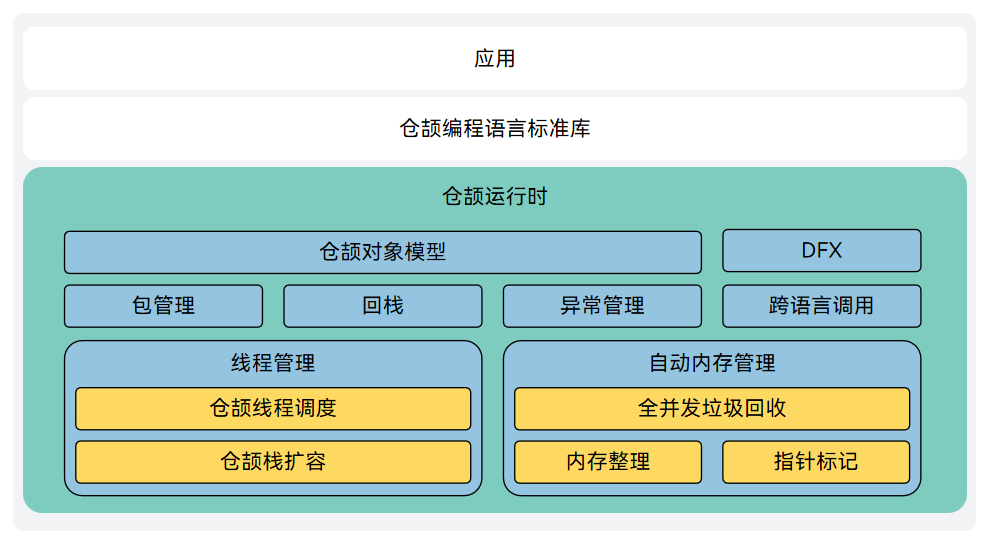 应用
仓颉编程语言标准库
仓颉运行时
仓颉对象模型
DFX
包管理
回栈
异常管理
跨语言调用
线程管理
仓颉线程调度
仓颉栈扩容
自动内存管理
全并发垃圾回收
内存整理
指针标记